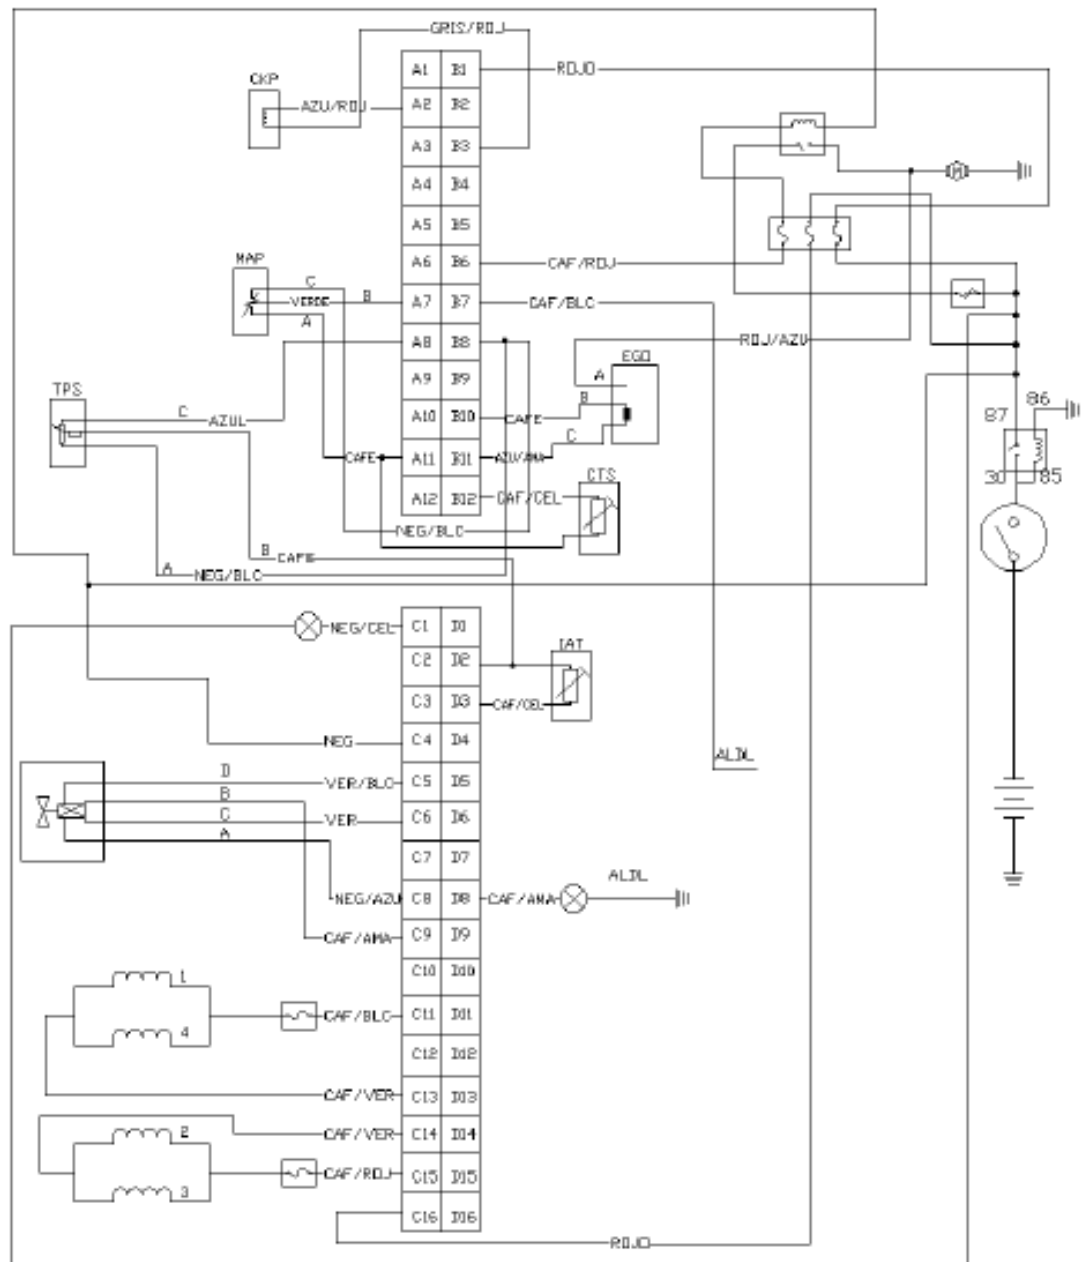 GRIS/ROJ
A1 B1 ROJO
CKP
AZU/ROJ A2 B2
A3 B3
A4 B4
A5 B5
MAP
A6 B6 CAF/ROJ
C
VERDE B A7 B7 CAF/BLC
A
A8 B8 ROJ/AZU
EGO
TPS
A9 B9 A
86
C AZUL A10 B10 CAFE B
87
C
CAFE A11 B11 AZU/AMA
CTS
30 85
A12 B12 CAF/CEL
NEG/BLC
B CAFE
A NEG/BLC
NEG/CEL C1 D1
IAT
C2 D2
C3 D3 CAF/CEL
NEG C4 D4
ALDL
D VER/BLC C5 D5
B
C VER C6 D6
A
C7 D7
ALDL
NEG/AZU C8 D8 CAF/AMA
M
CAF/AMA C9 D9
1 C10 D10
CAF/BLC C11 D11
4
C12 D12
CAF/VER C13 D13
2 CAF/VER C14 D14
CAF/ROJ C15 D15
3
C16 D16
ROJO